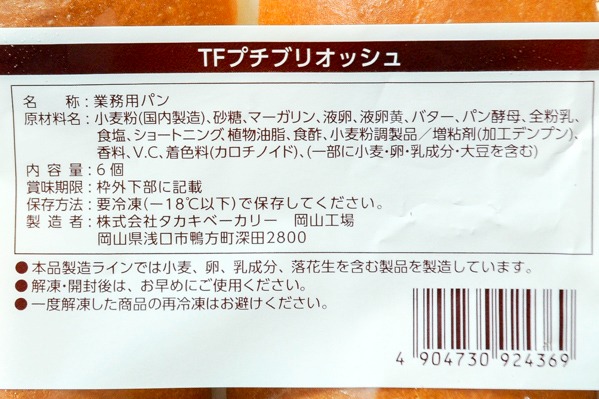 TFプチブリオッシュ
名　　称：業務用パン
原材料名：小麦粉(国内製造)、砂糖、マーガリン、液卵、液卵黄、バター、パン酵母、全粉乳、
食塩、ショートニング、植物油脂、食酢、小麦粉調製品／増粘剤(加工デンプン)、
香料、V.C、着色料(カロチノイド)、(一部に小麦・卵・乳成分・大豆を含む)
内 容 量：6個
賞味期限：枠外下部に記載
保存方法：要冷凍(－18℃以下)で保存してください。
製 造 者：株式会社タカキベーカリー　岡山工場
岡山県浅口市鴨方町深田2800
●本品製造ラインでは小麦、卵、乳成分、落花生を含む製品を製造しています。
●解凍・開封後は、お早めにご使用ください。
●一度解凍した商品の再冷凍はお避けください。
4 904730 924369